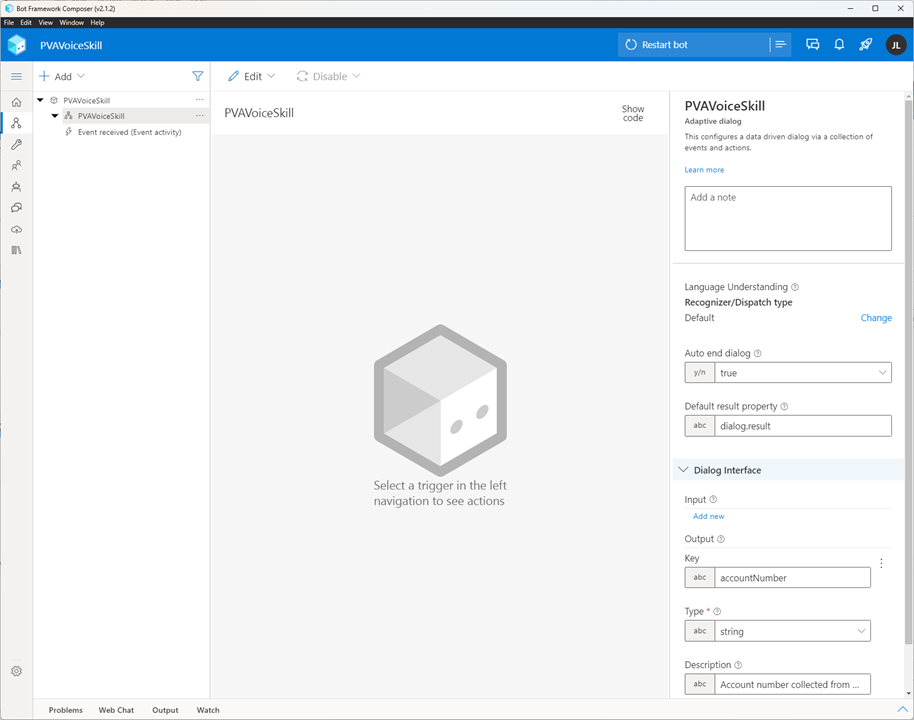 Bot Framework Composer (v2.1.2)
File Edit View Window Help
PVAVoiceSkill
Restart bot
JL
Add
Edit
Disable
PVAVoiceSkill
PVAVoiceSkill
Event received (Event activity)
PVAVoiceSkill
Show
code
Select a trigger in the left
navigation to see actions
PVAVoiceSkill
Adaptive dialog
This configures a data driven dialog via a collection of
events and actions.
Learn more
Add a note
Language Understanding
Recognizer/Dispatch type
Default Change
Auto end dialog
y/n true
Default result property
abc dialog.result
Dialog Interface
Input
Add new
Output
Key
abc accountNumber
Type *
abc string
Description
abc Account number collected from ...
Problems Web Chat Output Watch